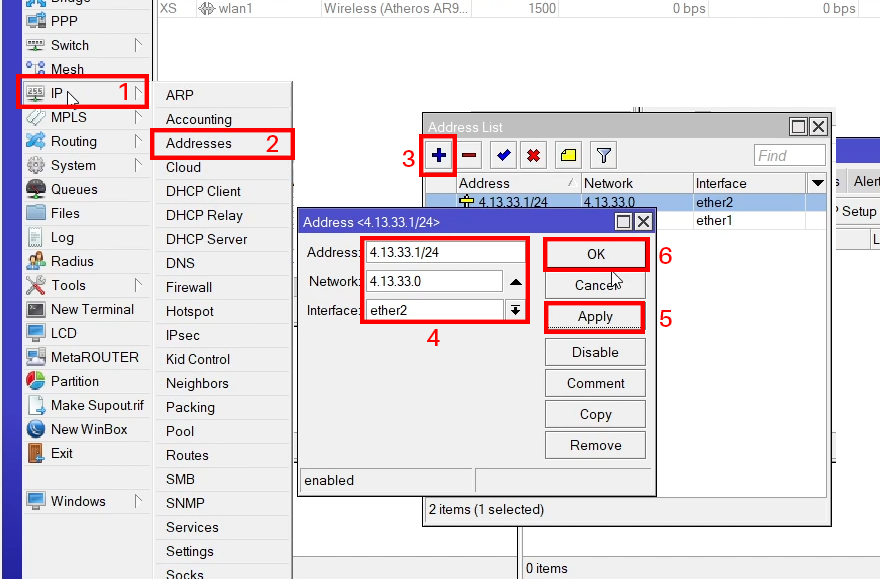 Bridge
XS wlan1 Wireless (Atheros AR9... 1500 0 bps 0 bps
PPP
Switch
Mesh
IP 1
MPLS
Routing
System
Queues
Files
Log
Radius
Tools
New Terminal
LCD
MetaROUTER
Partition
Make Supout.rif
New WinBox
Exit
Windows
ARP
Accounting
Addresses 2
Cloud
DHCP Client
DHCP Relay
DHCP Server
DNS
Firewall
Hotspot
IPsec
Kid Control
Neighbors
Packing
Pool
Routes
SMB
SNMP
Services
Settings
Socks
Address List
3 Find
Address Network Interface
4.13.33.1/24 4.13.33.0 ether2
ether1
Address <4.13.33.1/24>
Address: 4.13.33.1/24
Network: 4.13.33.0
Interface: ether2
4
OK 6
Cancel
Apply 5
Disable
Comment
Copy
Remove
enabled
2 items (1 selected)
Alert
Setup
0 items